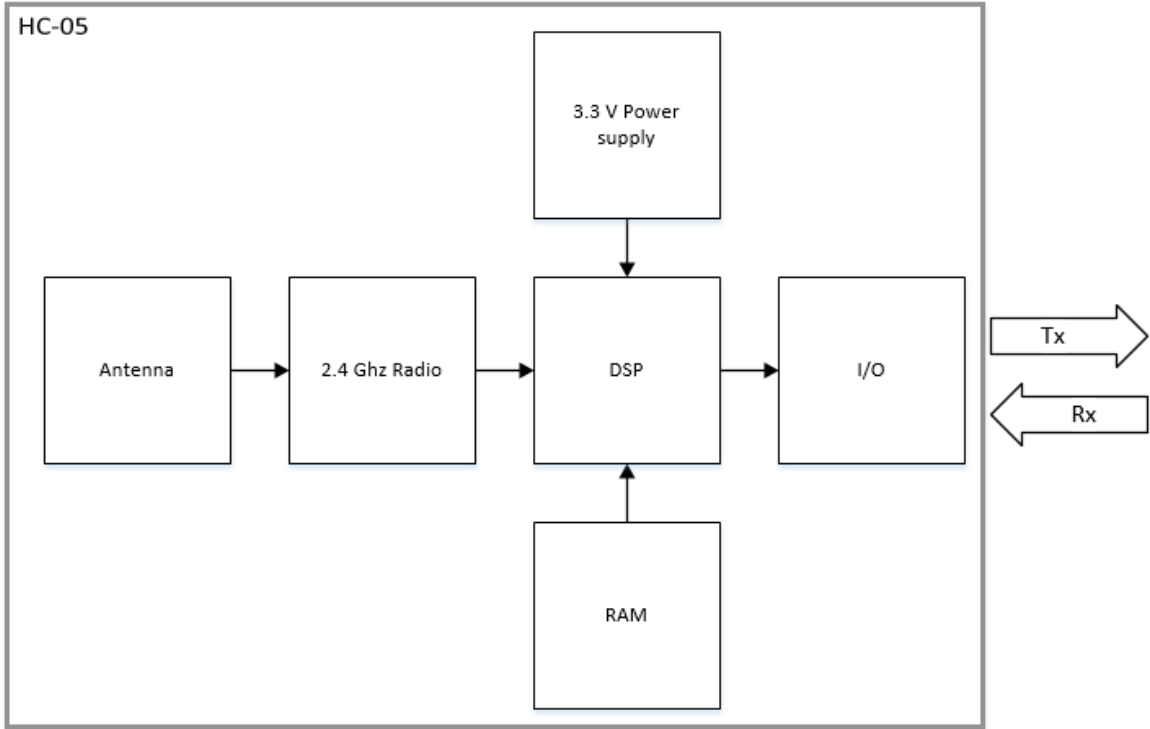 HC-05
3.3 V Power
supply
Antenna
2.4 Ghz Radio
DSP
I/O
Tx
Rx
RAM